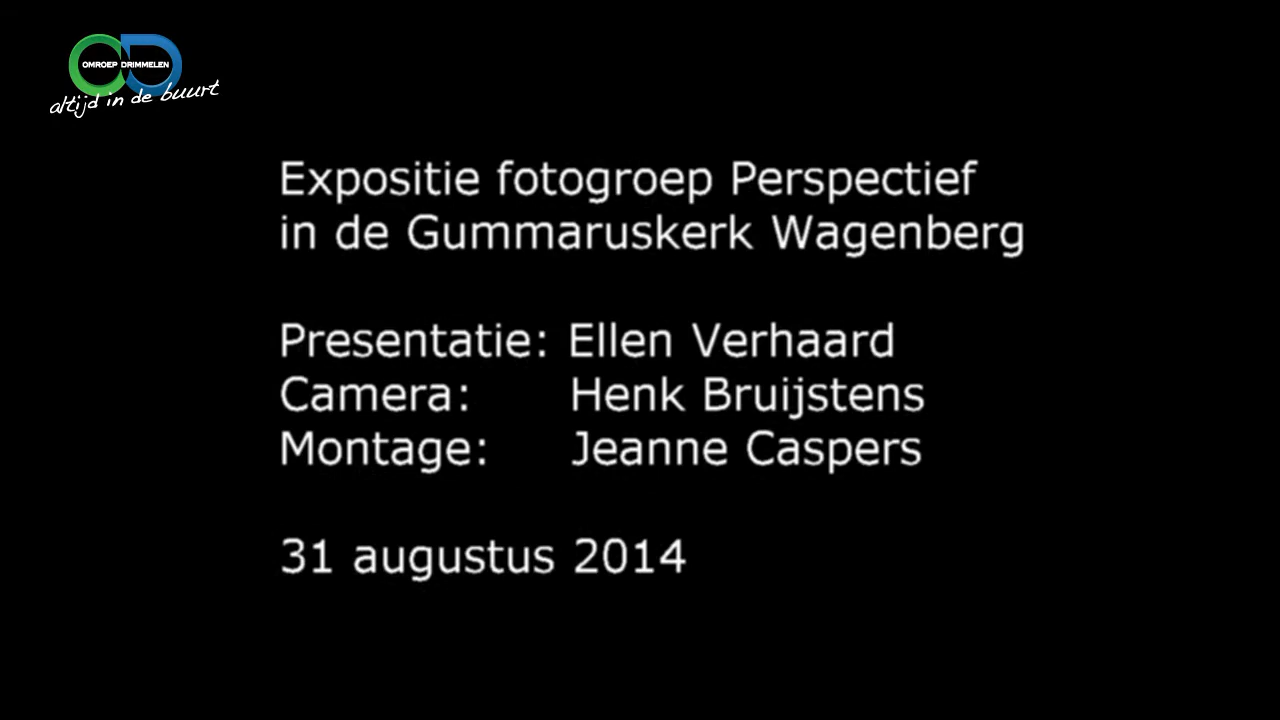 OMROEP DRIMMELEN
altijd in de buurt
Expositie fotogroep Perspectief
in de Gummaruskerk Wagenberg
Presentatie: Ellen Verhaard
Camera: Henk Bruijstens
Montage: Jeanne Caspers
31 augustus 2014